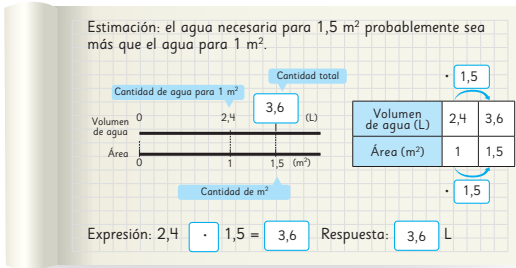 Estimación: el agua necesaria para 1,5 m² probablemente sea
más que el agua para 1 m².
Cantidad total
Cantidad de agua para 1 m²
Volumen de agua
0 2,4 3,6 (L)
Área
0 1 1,5 (m²)
Cantidad de m²
· 1,5
Volumen de agua (L) 2,4 3,6
Área (m²) 1 1,5
· 1,5
Expresión: 2,4 · 1,5 = 3,6 Respuesta: 3,6 L